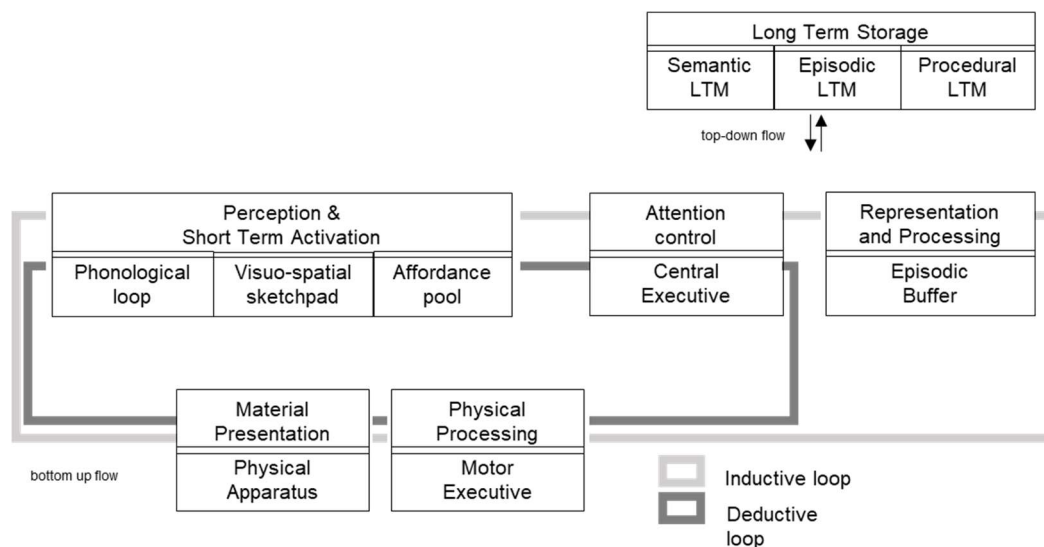 Long Term Storage
Semantic
LTM
Episodic
LTM
Procedural
LTM
top-down flow
Perception &
Short Term Activation
Phonological
loop
Visuo-spatial
sketchpad
Affordance
pool
Attention
control
Central
Executive
Representation
and Processing
Episodic
Buffer
Material
Presentation
Physical
Apparatus
Physical
Processing
Motor
Executive
bottom up flow
Inductive loop
Deductive
loop